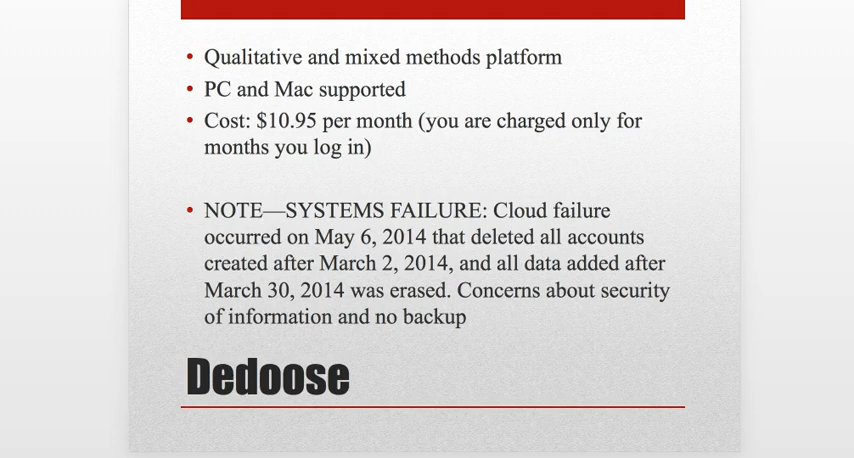 • Qualitative and mixed methods platform
• PC and Mac supported
• Cost: $10.95 per month (you are charged only for
months you log in)
• NOTE—SYSTEMS FAILURE: Cloud failure
occurred on May 6, 2014 that deleted all accounts
created after March 2, 2014, and all data added after
March 30, 2014 was erased. Concerns about security
of information and no backup
Dedoose